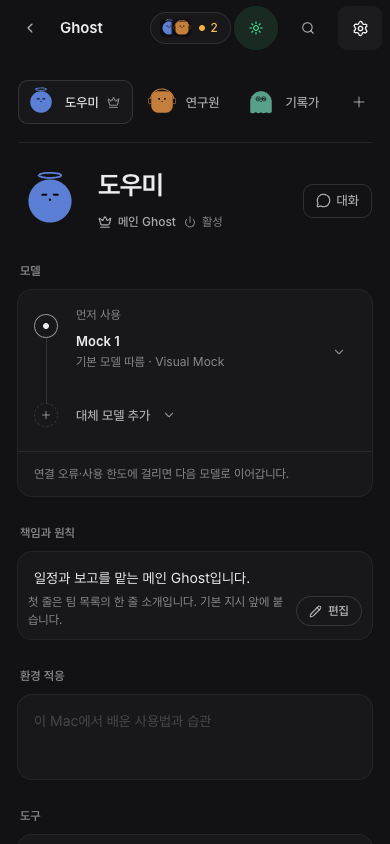 Ghost
2
도우미
연구원
기록가
도우미
메인 Ghost
활성
대화
모델
먼저 사용
Mock 1
기본 모델 따름 · Visual Mock
대체 모델 추가
연결 오류·사용 한도에 걸리면 다음 모델로 이어갑니다.
책임과 원칙
일정과 보고를 맡는 메인 Ghost입니다.
첫 줄은 팀 목록의 한 줄 소개입니다. 기본 지시 앞에 붙
습니다.
편집
환경 적응
이 Mac에서 배운 사용법과 습관
도구